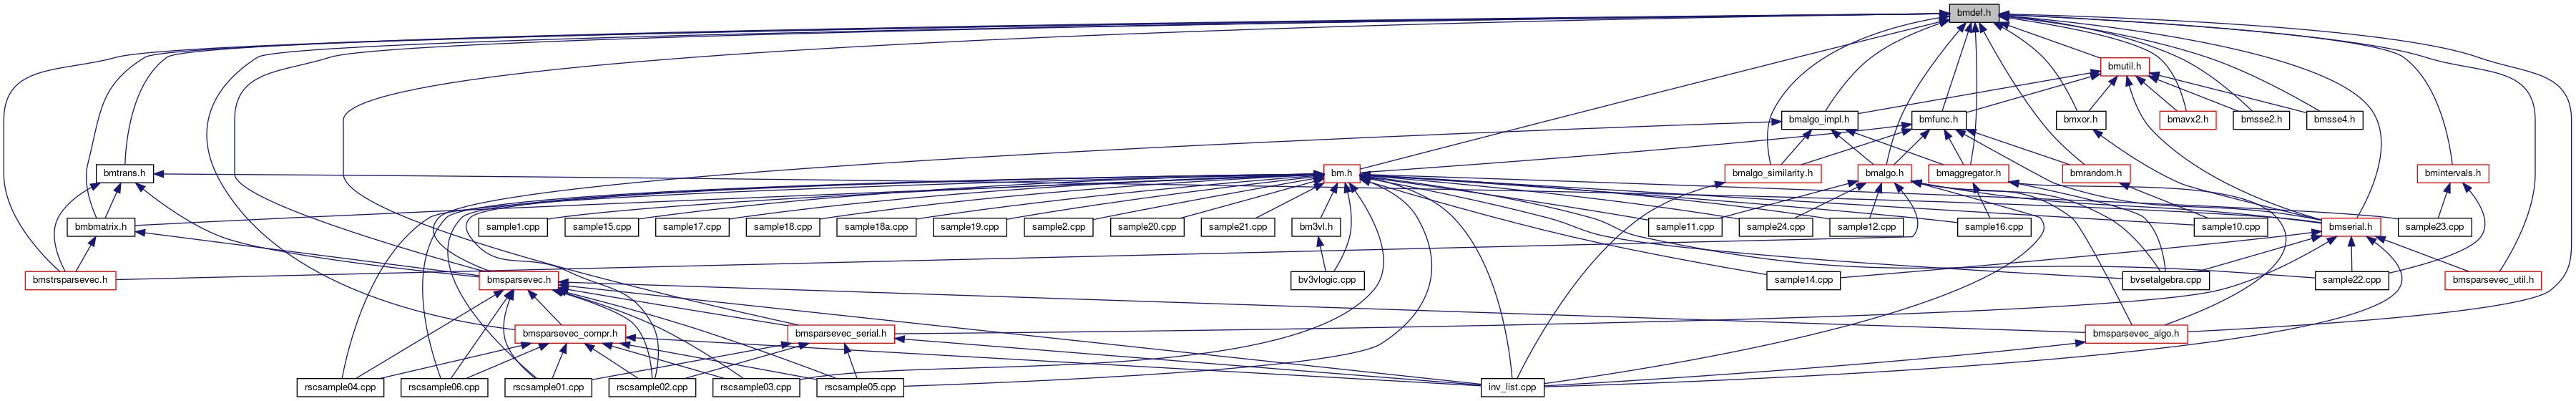 bmdef.h
bmutil.h
bmalgo_impl.h
bmfunc.h
bmxor.h
bmavx2.h
bmsse2.h
bmsse4.h
bmtrans.h
bm.h
bmalgo_similarity.h
bmalgo.h
bmaggregator.h
bmrandom.h
bmintervals.h
bmbmatrix.h
sample1.cpp
sample15.cpp
sample17.cpp
sample18.cpp
sample18a.cpp
sample19.cpp
sample2.cpp
sample20.cpp
sample21.cpp
bm3vl.h
sample11.cpp
sample24.cpp
sample12.cpp
sample16.cpp
sample10.cpp
bmserial.h
sample23.cpp
bmstrsparsevec.h
bmsparsevec.h
bv3vlogic.cpp
sample14.cpp
bvsetalgebra.cpp
sample22.cpp
bmsparsevec_util.h
bmsparsevec_compr.h
bmsparsevec_serial.h
bmsparsevec_algo.h
rscsample04.cpp
rscsample06.cpp
rscsample01.cpp
rscsample02.cpp
rscsample03.cpp
rscsample05.cpp
inv_list.cpp